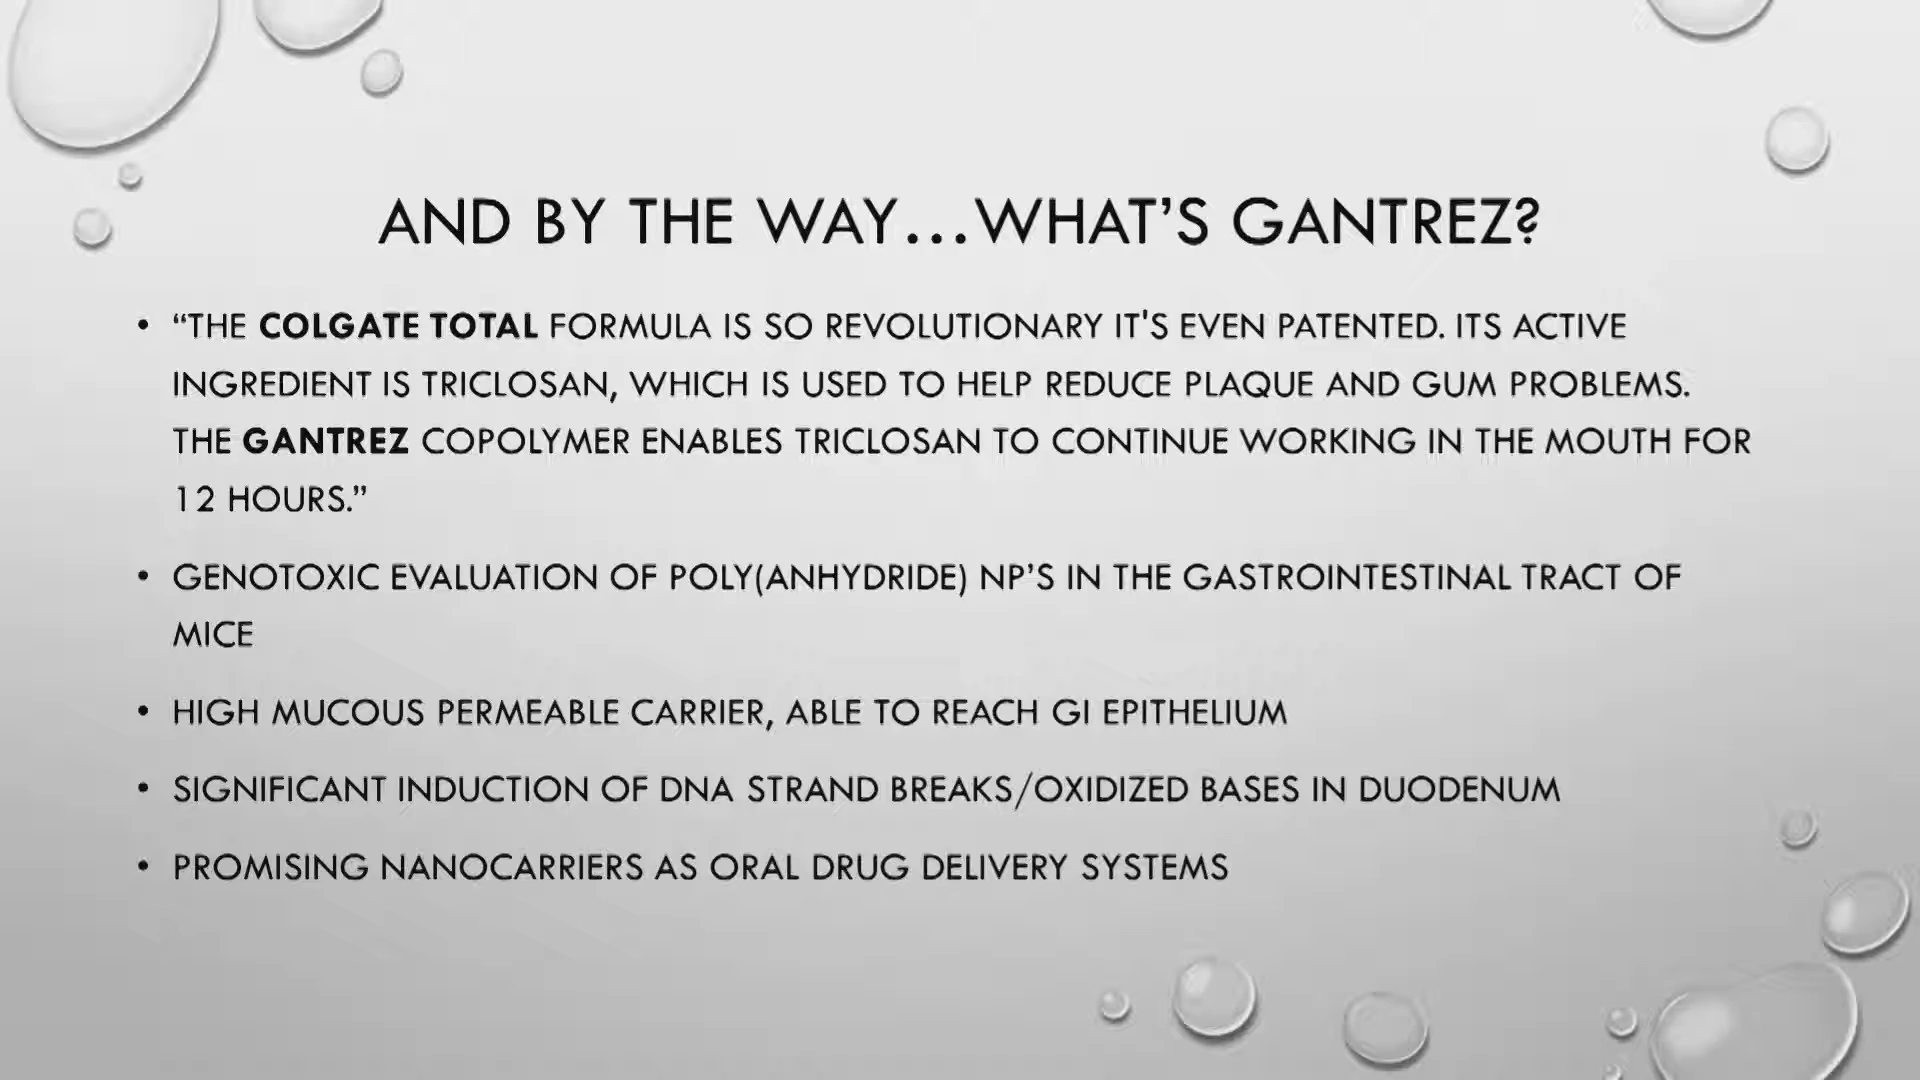 AND BY THE WAY...WHAT’S GANTREZ?
• “THE COLGATE TOTAL FORMULA IS SO REVOLUTIONARY IT'S EVEN PATENTED. ITS ACTIVE
INGREDIENT IS TRICLOSAN, WHICH IS USED TO HELP REDUCE PLAQUE AND GUM PROBLEMS.
THE GANTREZ COPOLYMER ENABLES TRICLOSAN TO CONTINUE WORKING IN THE MOUTH FOR
12 HOURS.”
• GENOTOXIC EVALUATION OF POLY(ANHYDRIDE) NP’S IN THE GASTROINTESTINAL TRACT OF
MICE
• HIGH MUCOUS PERMEABLE CARRIER, ABLE TO REACH GI EPITHELIUM
• SIGNIFICANT INDUCTION OF DNA STRAND BREAKS/OXIDIZED BASES IN DUODENUM
• PROMISING NANOCARRIERS AS ORAL DRUG DELIVERY SYSTEMS